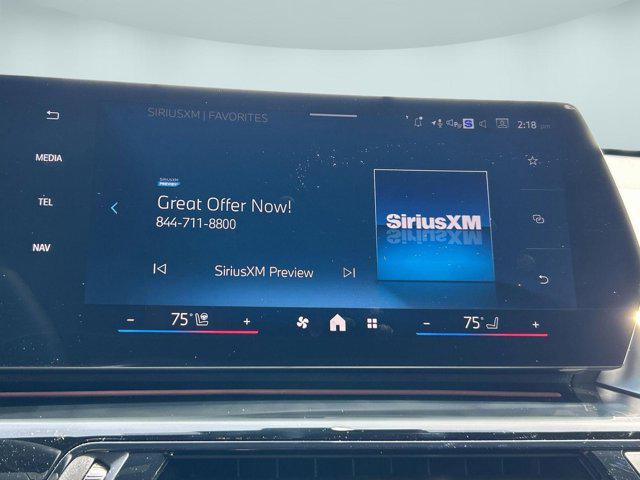 SIRIUSXM | FAVORITES
2:18 pm
MEDIA
TEL
NAV
SIRIUSXM
PREVIEW
Great Offer Now!
844-711-8800
SiriusXM
SiriusXM Preview
- 75° +
- 75° +